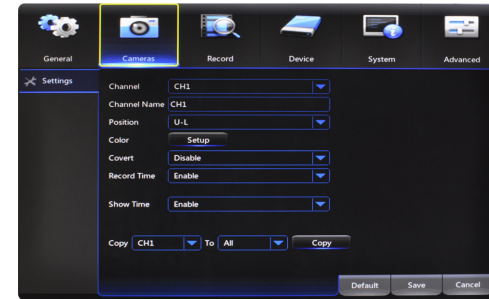 General Cameras Record Device System Advanced
Settings
Channel CH1
Channel Name CH1
Position U-L
Color Setup
Covert Disable
Record Time Enable
Show Time Enable
Copy CH1 To All Copy
Default Save Cancel